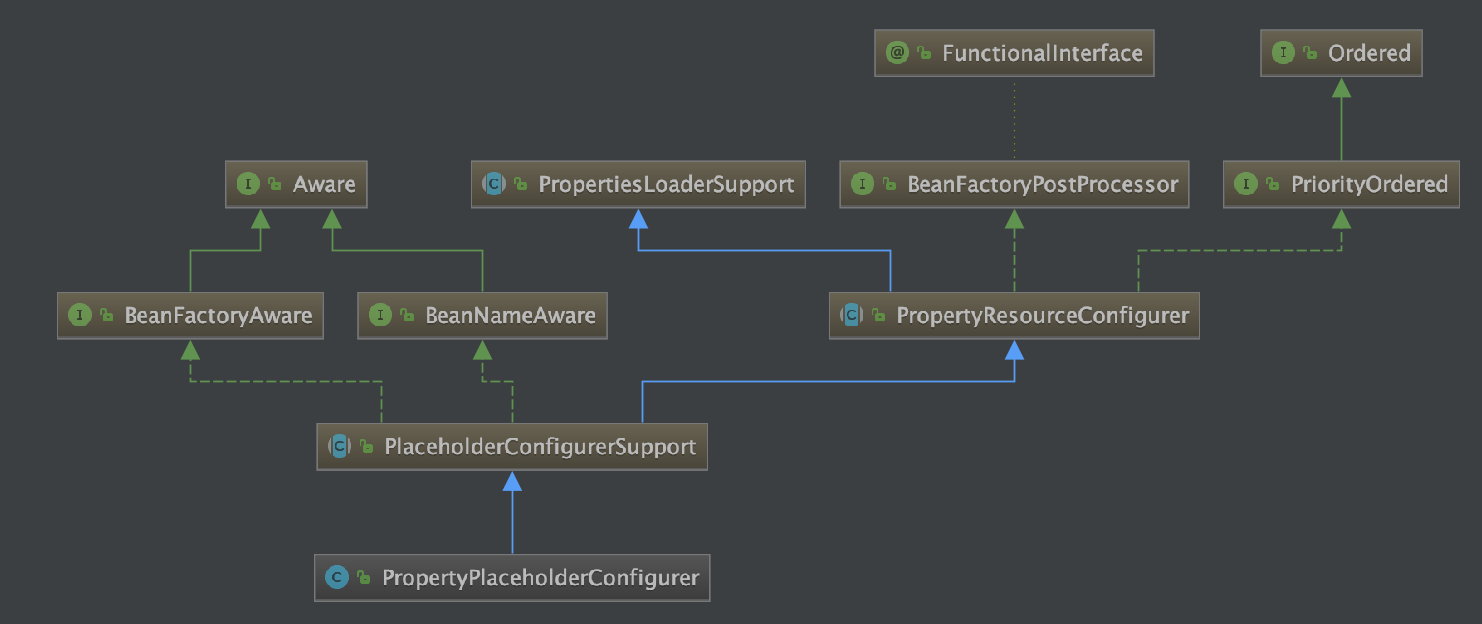 @ FunctionalInterface
I Ordered
I Aware
C PropertiesLoaderSupport
I BeanFactoryPostProcessor
I PriorityOrdered
I BeanFactoryAware
I BeanNameAware
C PropertyResourceConfigurer
C PlaceholderConfigurerSupport
C PropertyPlaceholderConfigurer